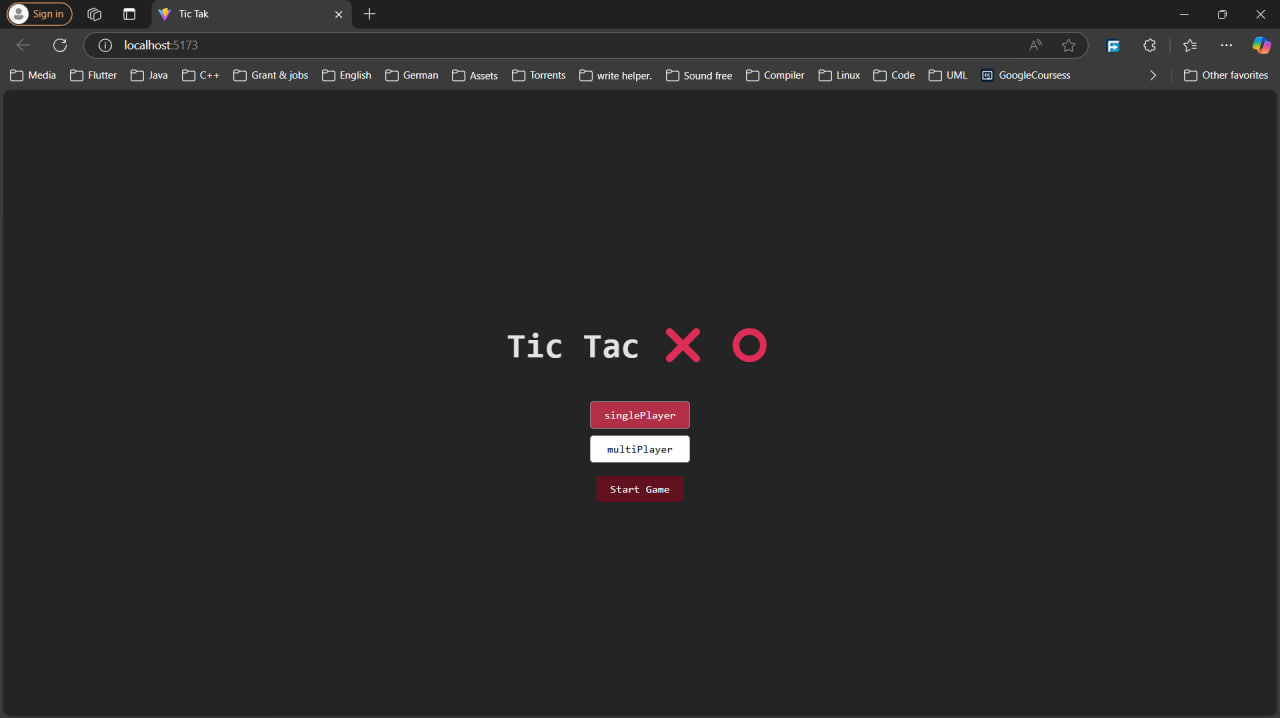 Sign in
Tic Tak
localhost:5173
Media Flutter Java C++ Grant & jobs English German Assets Torrents write helper. Sound free Compiler Linux Code UML GoogleCoursess Other favorites
Tic Tac ❌ ⭕
singlePlayer
multiPlayer
Start Game